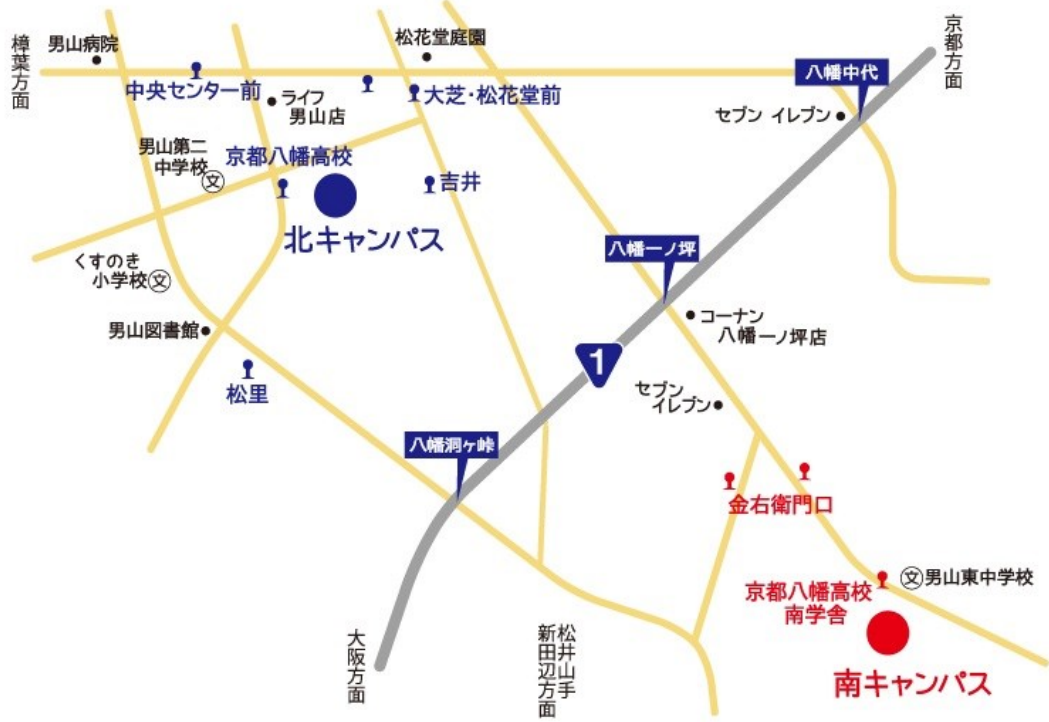 樟葉方面
男山病院
松花堂庭園
京都方面
中央センター前
ライフ
男山店
大芝・松花堂前
八幡中代
セブン イレブン
男山第二
中学校
文
京都八幡高校
吉井
北キャンパス
八幡一ノ坪
くすのき
小学校
文
男山図書館
コーナン
八幡一ノ坪店
1
松里
セブン
イレブン
八幡洞ヶ峠
金右衛門口
京都八幡高校
南学舎
文
男山東中学校
大阪方面
松井山手
新田辺方面
南キャンパス